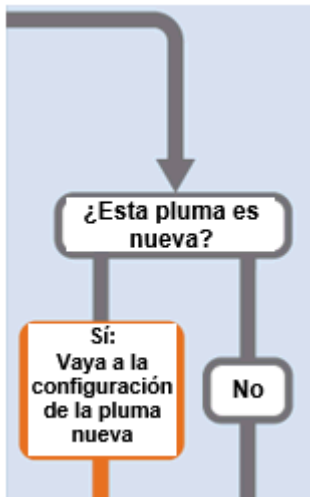 ¿Esta pluma es
nueva?
Sí:
Vaya a la
configuración
de la pluma
nueva
No